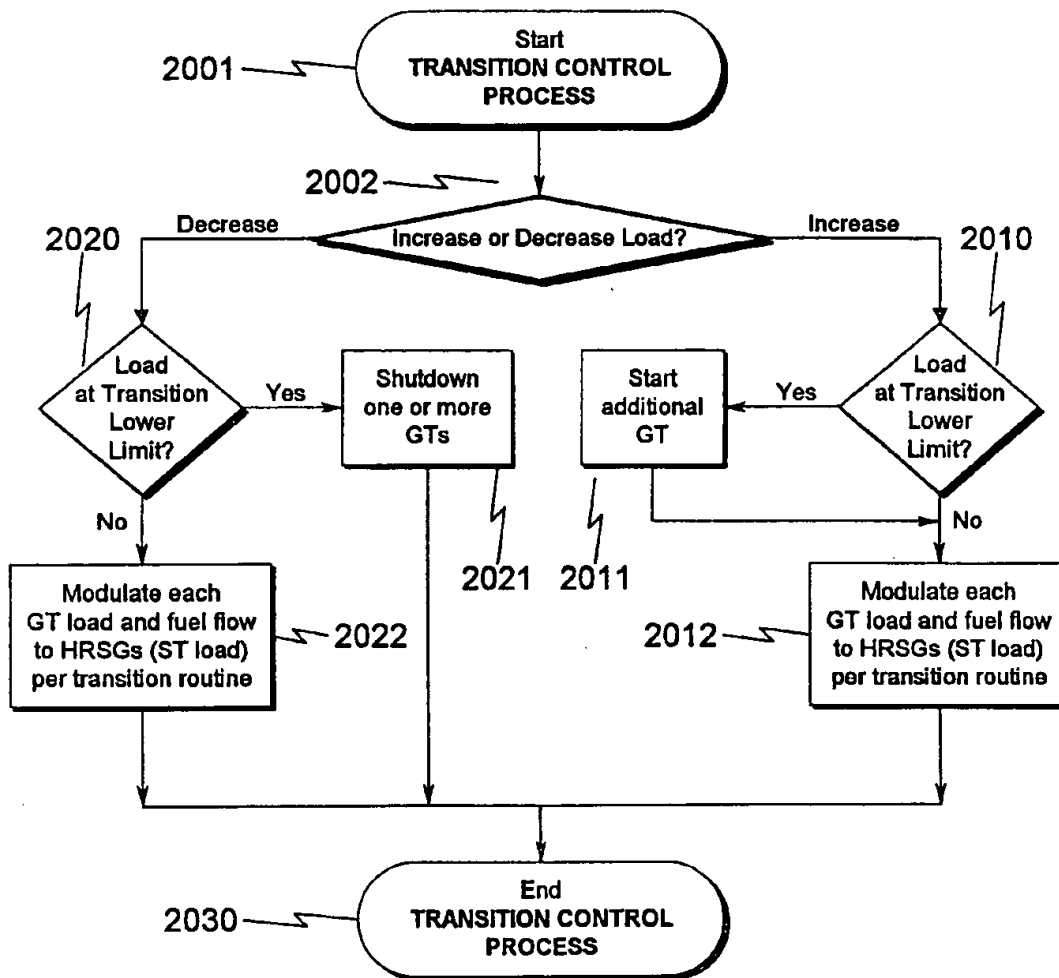 Start
TRANSITION CONTROL
PROCESS
2001
2002
Decrease
Increase or Decrease Load?
Increase
2020
2010
Load
at Transition
Lower
Limit?
Yes
Shutdown
one or more
GTs
Start
additional
GT
Yes
Load
at Transition
Lower
Limit?
No
2021
2011
No
Modulate each
GT load and fuel flow
to HRSGs (ST load)
per transition routine
2022
2012
Modulate each
GT load and fuel flow
to HRSGs (ST load)
per transition routine
End
TRANSITION CONTROL
PROCESS
2030